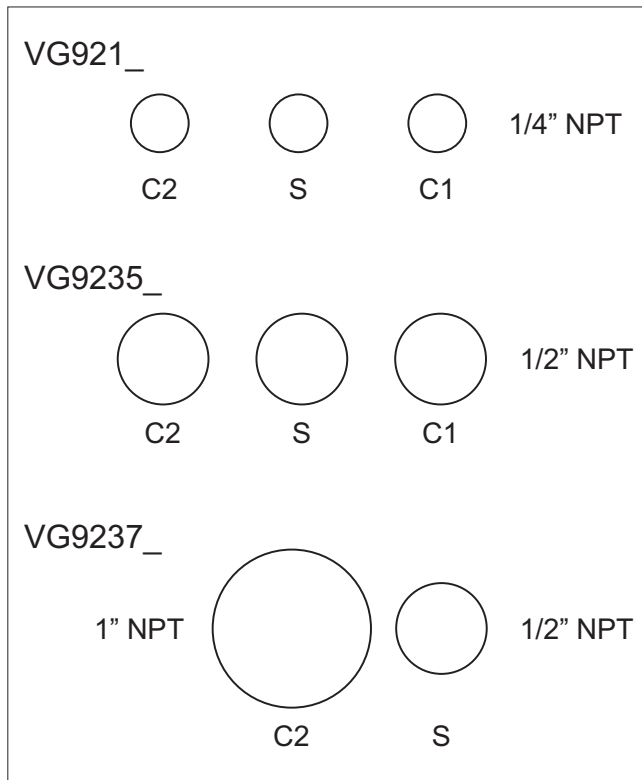 VG921_
1/4” NPT
C2 S C1
VG9235_
1/2” NPT
C2 S C1
VG9237_
1” NPT 1/2” NPT
C2 S